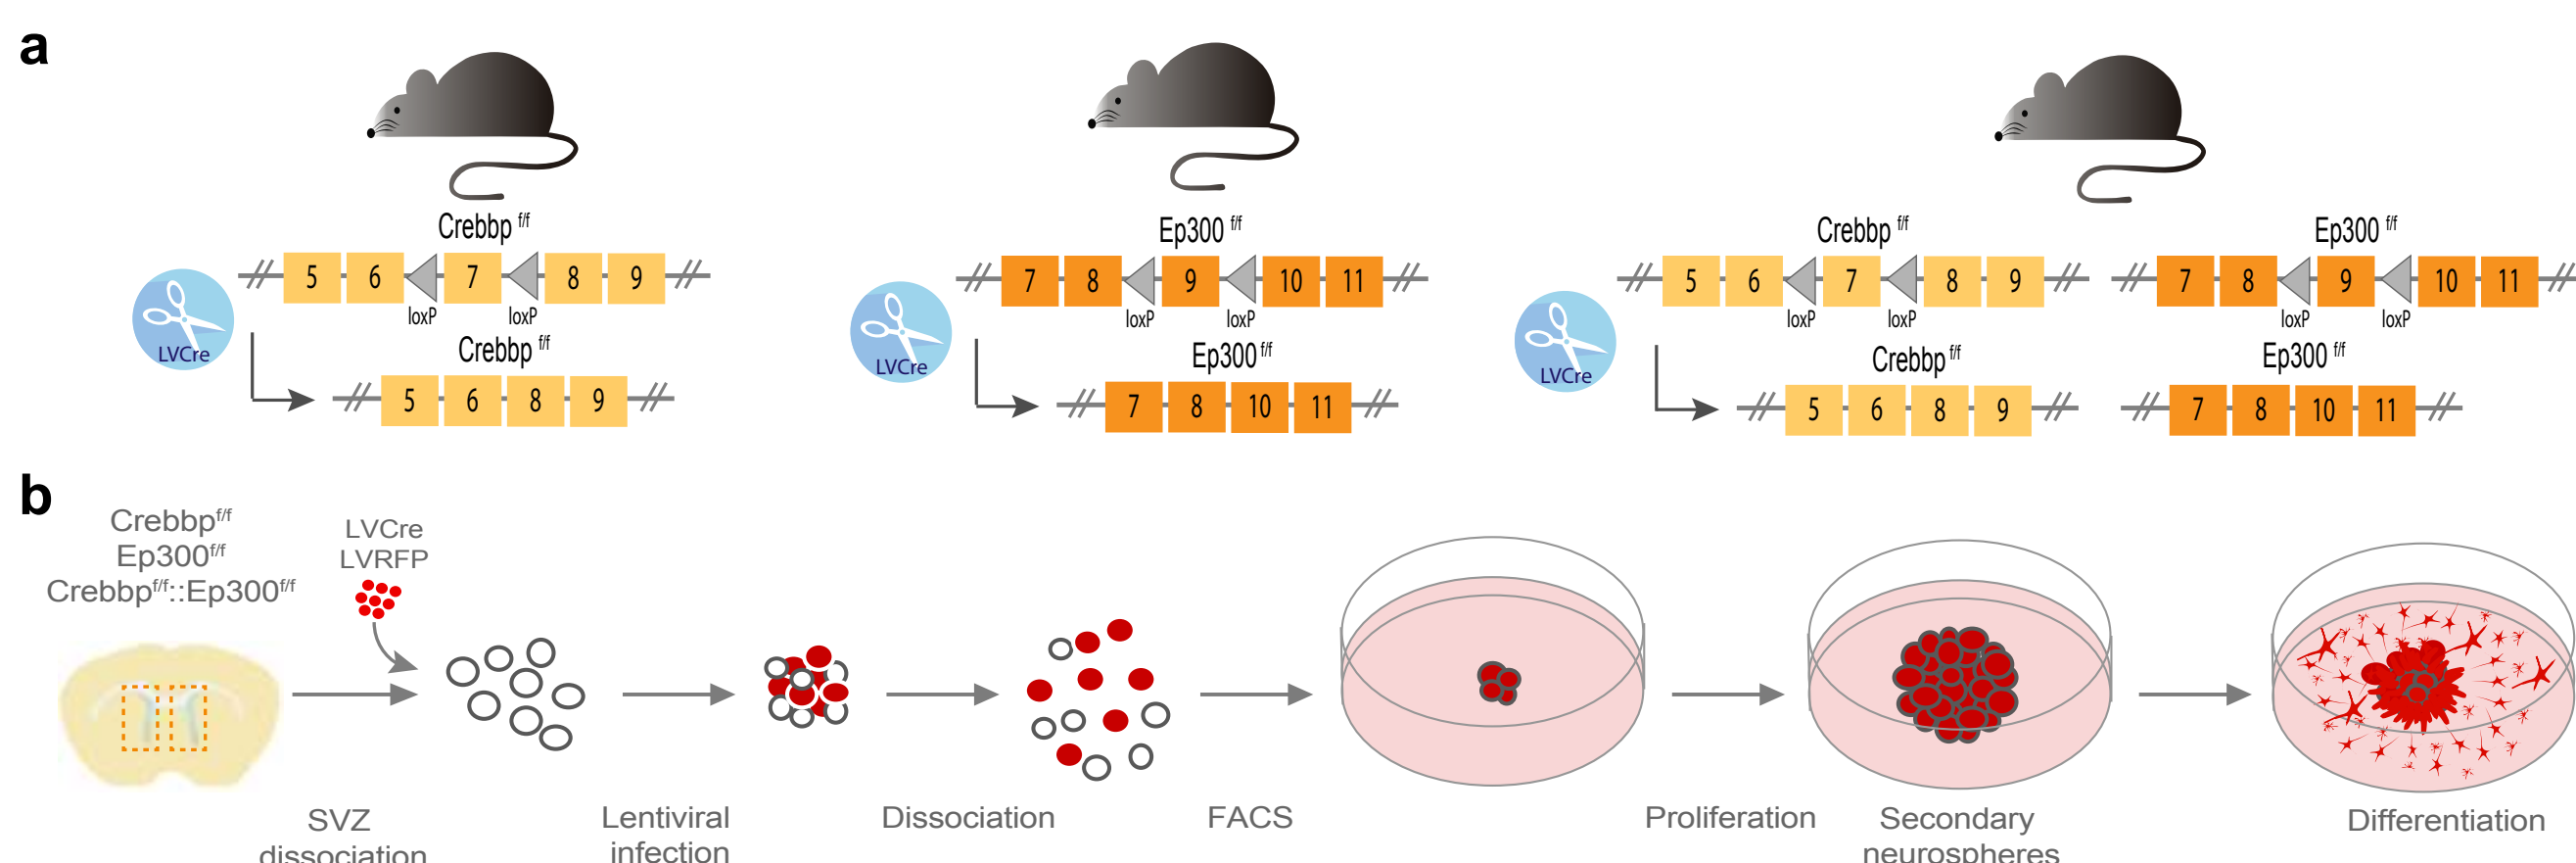 a
Crebbp f/f
5 6 7 8 9
loxP loxP
LVCre
Crebbp f/f
5 6 8 9
Ep300 f/f
7 8 9 10 11
loxP loxP
LVCre
Ep300 f/f
7 8 10 11
Crebbp f/f Ep300 f/f
5 6 7 8 9 7 8 9 10 11
loxP loxP loxP loxP
LVCre
Crebbp f/f Ep300 f/f
5 6 8 9 7 8 10 11
b
Crebbpf/f
Ep300f/f
Crebbpf/f::Ep300f/f
LVCre
LVRFP
SVZ
dissociation
Lentiviral
infection
Dissociation
FACS
Proliferation
Secondary
neurospheres
Differentiation